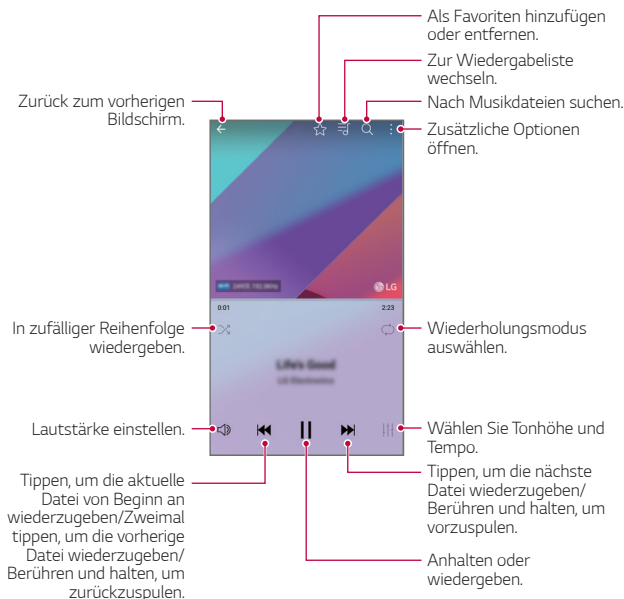 Als Favoriten hinzufügen
oder entfernen.
Zur Wiedergabeliste
wechseln.
Nach Musikdateien suchen.
Zusätzliche Optionen
öffnen.
Zurück zum vorherigen
Bildschirm.
LG
0:01
2:23
In zufälliger Reihenfolge
wiedergeben.
Wiederholungsmodus
auswählen.
Life's Good
LG Electronics
Lautstärke einstellen.
Wählen Sie Tonhöhe und
Tempo.
Tippen, um die aktuelle
Datei von Beginn an
wiederzugeben/Zweimal
tippen, um die vorherige
Datei wiederzugeben/
Berühren und halten, um
zurückzuspulen.
Tippen, um die nächste
Datei wiederzugeben/
Berühren und halten, um
vorzuspulen.
Anhalten oder
wiedergeben.